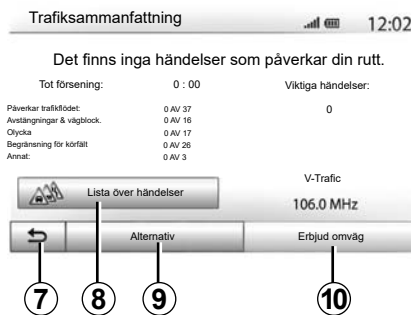 Trafiksammanfattning 12:02
Det finns inga händelser som påverkar din rutt.
Tot försening: 0 : 00 Viktiga händelser:
Påverkar trafikflödet: 0 AV 37 0
Avstängningar & vägblock. 0 AV 16
Olycka 0 AV 17
Begränsning för körfält 0 AV 26
Annat: 0 AV 3
V-Trafic
Lista över händelser
106.0 MHz
Alternativ Erbjud omväg
7 8 9 10